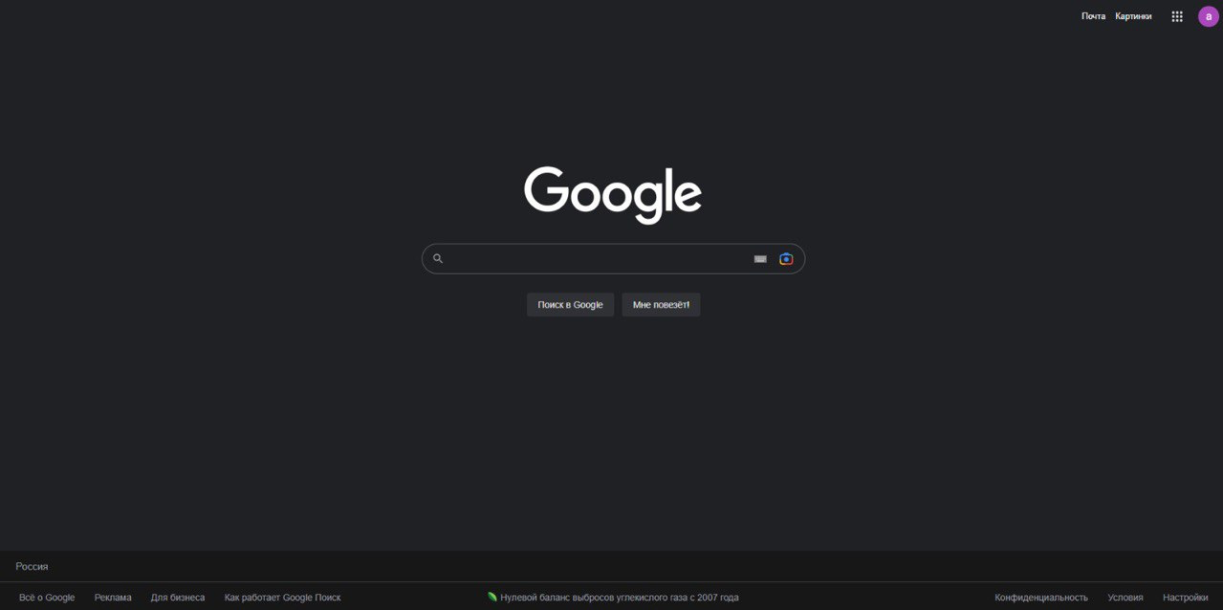 Почта Картинки a
Google
Поиск в Google Мне повезёт!
Россия
Всё о Google Реклама Для бизнеса Как работает Google Поиск Нулевой баланс выбросов углекислого газа с 2007 года Конфиденциальность Условия Настройки